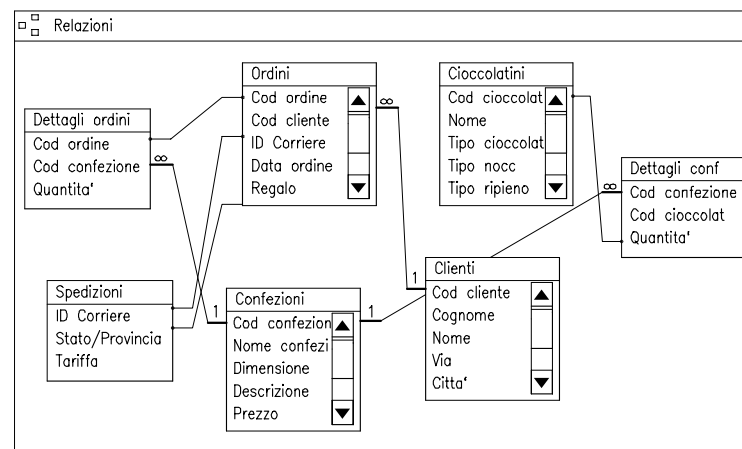 Relazioni
Dettagli ordini
Cod ordine
Cod confezione
Quantita'
∞
Ordini
Cod ordine
Cod cliente
ID Corriere
Data ordine
Regalo
∞
Cioccolatini
Cod cioccolat
Nome
Tipo cioccolat
Tipo nocc
Tipo ripieno
∞
Dettagli conf
Cod confezione
Cod cioccolat
Quantita'
Spedizioni
ID Corriere
Stato/Provincia
Tariffa
1
Confezioni
Cod confezion
Nome confezi
Dimensione
Descrizione
Prezzo
1
1
Clienti
Cod cliente
Cognome
Nome
Via
Citta'